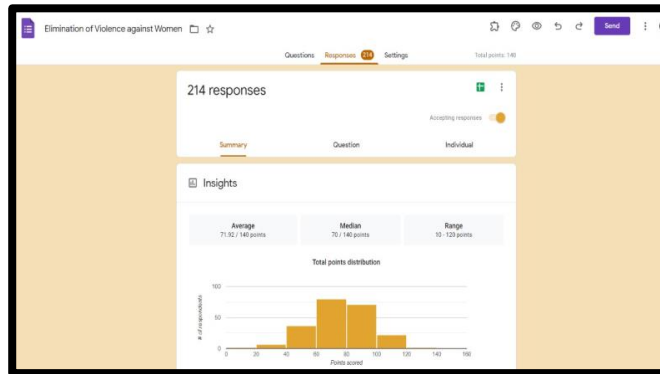 Elimination of Violence against Women
Send
Questions Responses 214 Settings
Total points: 140
214 responses
Accepting responses
Summary Question Individual
Insights
Average Median Range
71.92 / 140 points 70 / 140 points 10 - 120 points
Total points distribution
# of respondents
100
50
0
0 20 40 60 80 100 120 140 160
Points scored